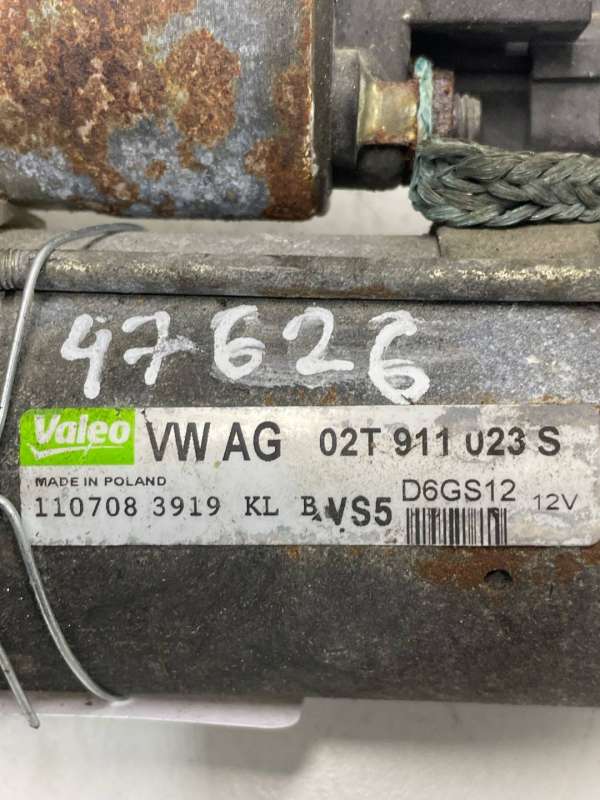 47626
Valeo VW AG 02T 911 023 S
MADE IN POLAND
110708 3919 KL B VS5 D6GS12 12V